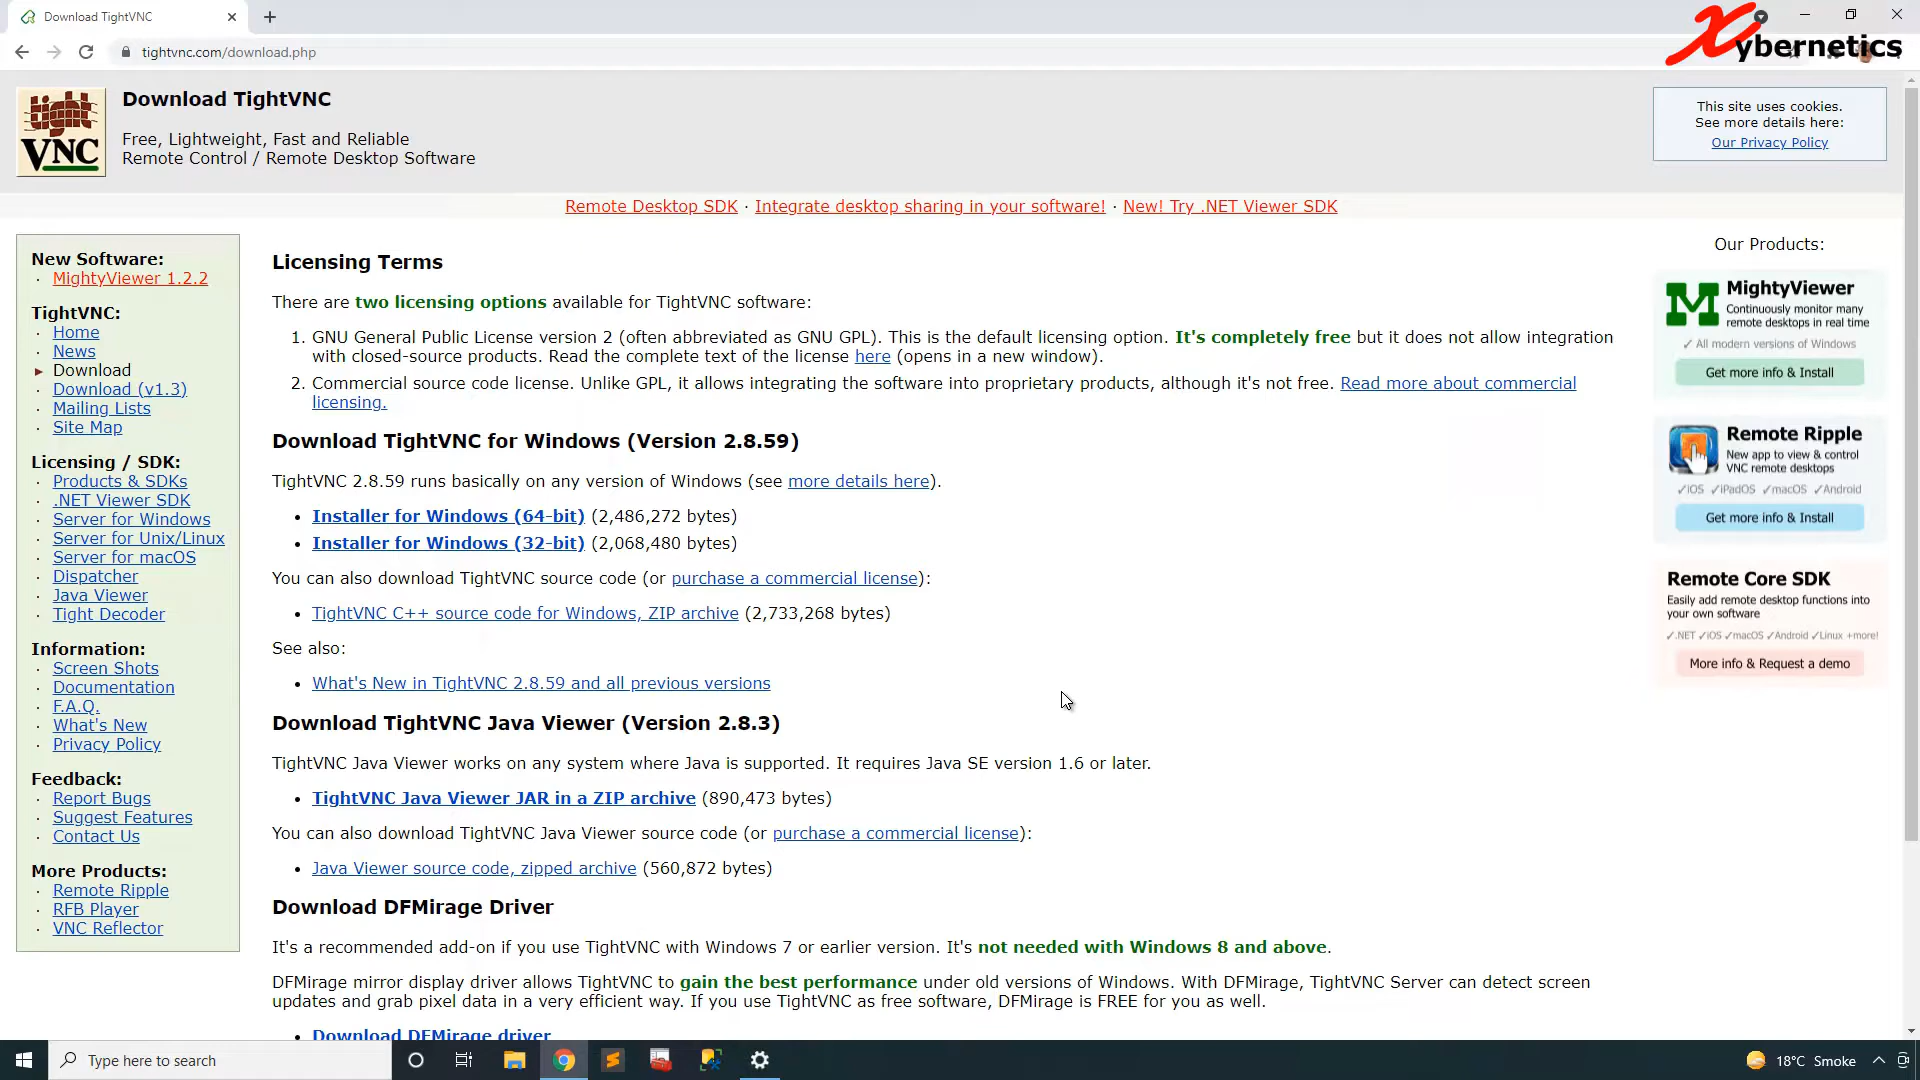 Download TightVNC
tightvnc.com/download.php
Xybernetics
VNC
Download TightVNC
Free, Lightweight, Fast and Reliable
Remote Control / Remote Desktop Software
This site uses cookies.
See more details here:
Our Privacy Policy
Remote Desktop SDK · Integrate desktop sharing in your software! · New! Try .NET Viewer SDK
New Software:
· MightyViewer 1.2.2
TightVNC:
· Home
· News
▸ Download
· Download (v1.3)
· Mailing Lists
· Site Map
Licensing / SDK:
· Products & SDKs
· .NET Viewer SDK
· Server for Windows
· Server for Unix/Linux
· Server for macOS
· Dispatcher
· Java Viewer
· Tight Decoder
Information:
· Screen Shots
· Documentation
· F.A.Q.
· What's New
· Privacy Policy
Feedback:
· Report Bugs
· Suggest Features
· Contact Us
More Products:
· Remote Ripple
· RFB Player
· VNC Reflector
Licensing Terms
There are two licensing options available for TightVNC software:
1. GNU General Public License version 2 (often abbreviated as GNU GPL). This is the default licensing option. It's completely free but it does not allow integration
with closed-source products. Read the complete text of the license here (opens in a new window).
2. Commercial source code license. Unlike GPL, it allows integrating the software into proprietary products, although it's not free. Read more about commercial
licensing.
Download TightVNC for Windows (Version 2.8.59)
TightVNC 2.8.59 runs basically on any version of Windows (see more details here).
• Installer for Windows (64-bit) (2,486,272 bytes)
• Installer for Windows (32-bit) (2,068,480 bytes)
You can also download TightVNC source code (or purchase a commercial license):
• TightVNC C++ source code for Windows, ZIP archive (2,733,268 bytes)
See also:
• What's New in TightVNC 2.8.59 and all previous versions
Download TightVNC Java Viewer (Version 2.8.3)
TightVNC Java Viewer works on any system where Java is supported. It requires Java SE version 1.6 or later.
• TightVNC Java Viewer JAR in a ZIP archive (890,473 bytes)
You can also download TightVNC Java Viewer source code (or purchase a commercial license):
• Java Viewer source code, zipped archive (560,872 bytes)
Download DFMirage Driver
It's a recommended add-on if you use TightVNC with Windows 7 or earlier version. It's not needed with Windows 8 and above.
DFMirage mirror display driver allows TightVNC to gain the best performance under old versions of Windows. With DFMirage, TightVNC Server can detect screen
updates and grab pixel data in a very efficient way. If you use TightVNC as free software, DFMirage is FREE for you as well.
• Download DFMirage driver
Our Products:
M MightyViewer
Continuously monitor many
remote desktops in real time
✓ All modern versions of Windows
Get more info & Install
Remote Ripple
New app to view & control
VNC remote desktops
✓iOS ✓iPadOS ✓macOS ✓Android
Get more info & Install
Remote Core SDK
Easily add remote desktop functions into
your own software
✓.NET ✓iOS ✓macOS ✓Android ✓Linux +more!
More info & Request a demo
Type here to search
18°C Smoke